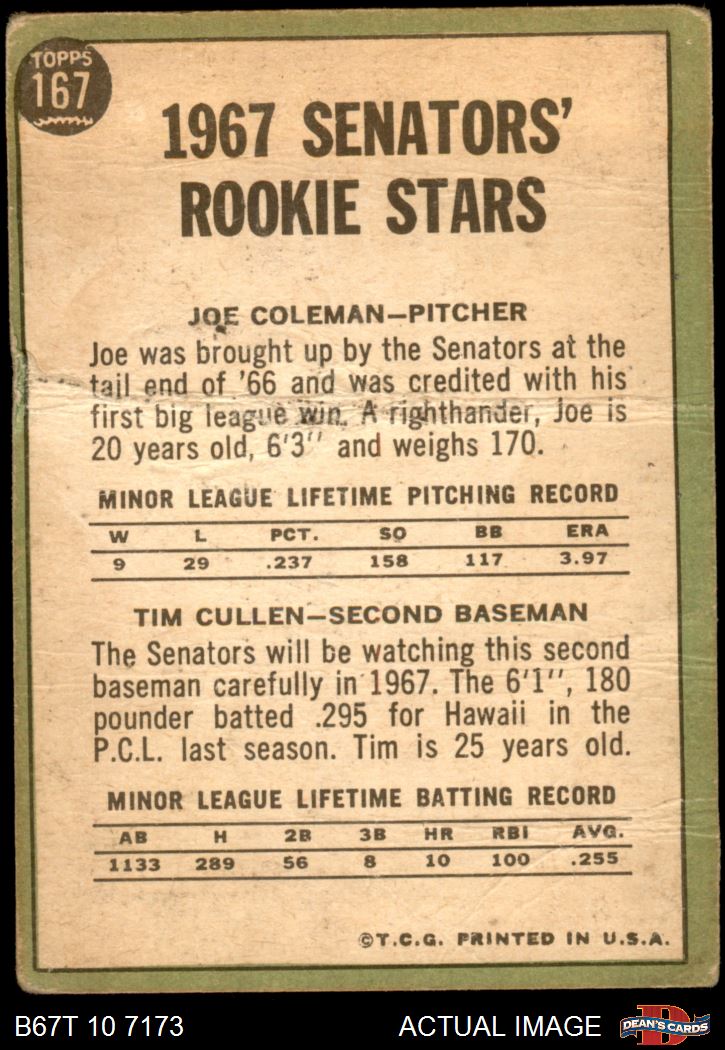 TOPPS
167
1967 SENATORS'
ROOKIE STARS
JOE COLEMAN—PITCHER
Joe was brought up by the Senators at the
tail end of '66 and was credited with his
first big league win. A righthander, Joe is
20 years old, 6'3'' and weighs 170.
MINOR LEAGUE LIFETIME PITCHING RECORD
W L PCT. SO BB ERA
9 29 .237 158 117 3.97
TIM CULLEN—SECOND BASEMAN
The Senators will be watching this second
baseman carefully in 1967. The 6'1'', 180
pounder batted .295 for Hawaii in the
P.C.L. last season. Tim is 25 years old.
MINOR LEAGUE LIFETIME BATTING RECORD
AB H 2B 3B HR RBI AVG.
1133 289 56 8 10 100 .255
©T.C.G. PRINTED IN U.S.A.
B67T 10 7173 ACTUAL IMAGE
D
DEAN'S CARDS